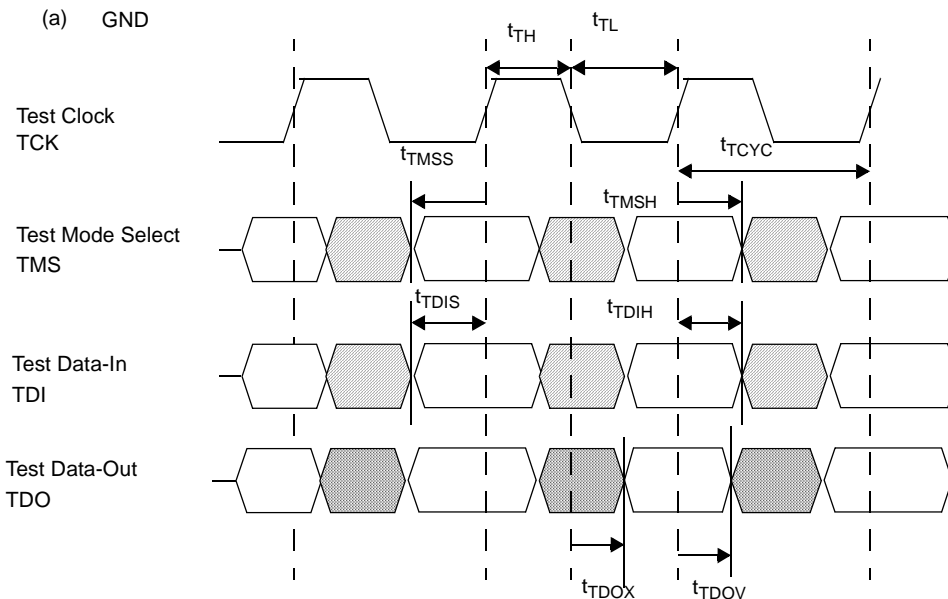 (a) GND
tTH
tTL
Test Clock
TCK
tTMSS
tTCYC
tTMSH
Test Mode Select
TMS
tTDIS
tTDIH
Test Data-In
TDI
Test Data-Out
TDO
tTDOX
tTDOV